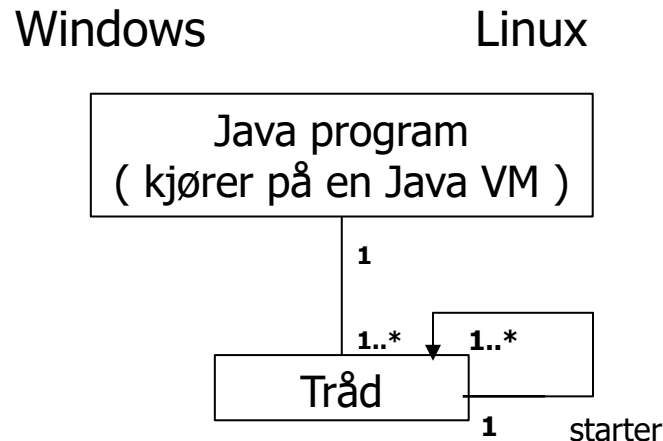 Windows Linux
Java program
( kjører på en Java VM )
1
1..* 1..*
Tråd
1 starter